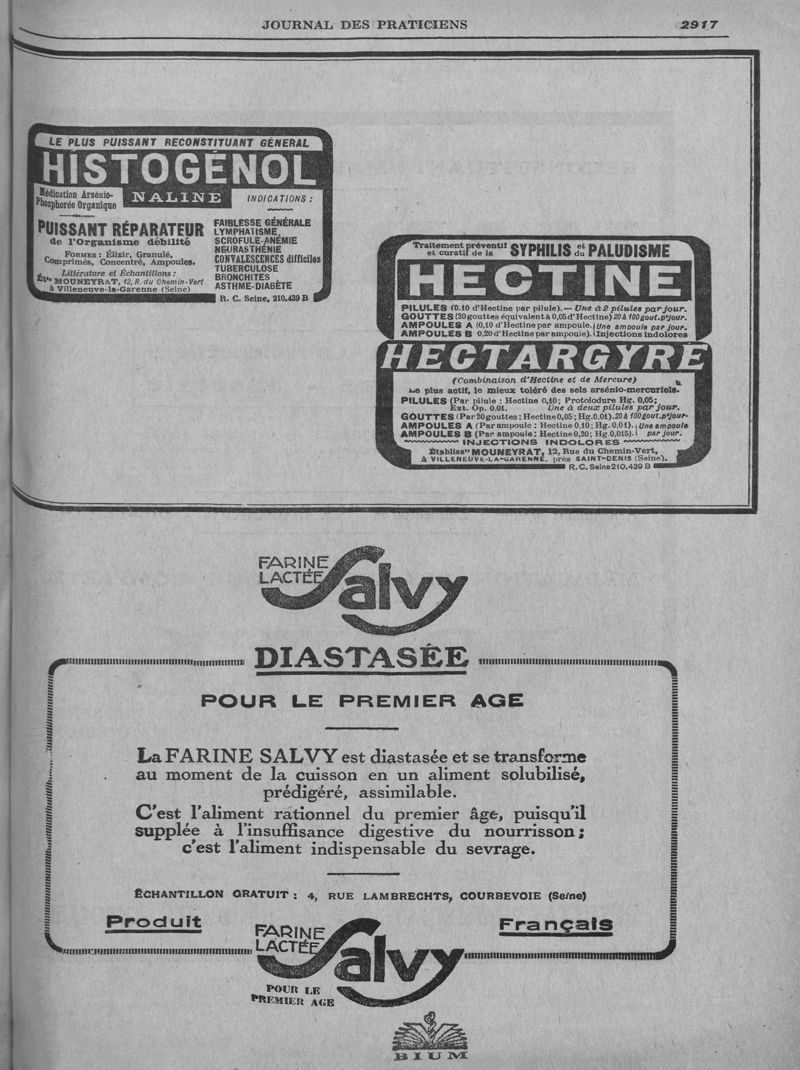 JOURNAL DES PRATICIENS
2917
LE PLUS PUISSANT RECONSTITUANT GÉNÉRAL
HISTOGÉNOL
Médication Arsénio-
Phosphorée Organique
NALINE
INDICATIONS :
PUISSANT RÉPARATEUR
de l'Organisme débilité
FORMES : Élixir, Granulé,
Comprimés, Concentré, Ampoules.
Littérature et Échantillons :
Éts MOUNEYRAT, 12, R. du Chemin-Vert
à Villeneuve-la-Garenne (Seine)
FAIBLESSE GÉNÉRALE
LYMPHATISME,
SCROFULE-ANÉMIE
NEURASTHÉNIE
CONVALESCENCES difficiles
TUBERCULOSE
BRONCHITES
ASTHME-DIABÈTE
R. C. Seine, 210.439 B
Traitement préventif
et curatif de la
SYPHILIS et du PALUDISME
HECTINE
PILULES (0.10 d'Hectine par pilule).— Une à 2 pilules par jour.
GOUTTES (20 gouttes équivalent à 0,05 d'Hectine) 20 à 100 gout. p'jour.
AMPOULES A (0,10 d'Hectine par ampoule. Une ampoule par jour.
AMPOULES B 0,20 d'Hectine par ampoule). Injections indolores
HECTARGYRE
(Combinaison d'Hectine et de Mercure)
Le plus actif, le mieux toléré des sels arsénio-mercuriels.
PILULES (Par pilule : Hectine 0,10; Protoiodure Hg. 0,05;
Ext. Op. 0,01. Une à deux pilules par jour.
GOUTTES (Par 20 gouttes : Hectine 0,05; Hg. 0.01). 20 à 100 gout. p'jour.
AMPOULES A (Par ampoule : Hectine 0,10; Hg. 0,01). Une ampoule
AMPOULES B (Par ampoule: Hectine 0,20; Hg. 0,015). par jour.
INJECTIONS INDOLORES
Établissts MOUNEYRAT, 12, Rue du Chemin-Vert,
à VILLENEUVE-LA-GARENNE, près SAINT-DENIS (Seine).
R. C. Seine 210.439 B
FARINE
LACTÉE
Salvy
DIASTASÉE
POUR LE PREMIER AGE
La FARINE SALVY est diastasée et se transforme
au moment de la cuisson en un aliment solubilisé,
prédigéré, assimilable.
C'est l'aliment rationnel du premier âge, puisqu'il
supplée à l'insuffisance digestive du nourrisson;
c'est l'aliment indispensable du sevrage.
ÉCHANTILLON GRATUIT : 4, RUE LAMBRECHTS, COURBEVOIE (Seine)
Produit
Français
FARINE
LACTÉE
Salvy
POUR LE
PREMIER AGE
BIUM